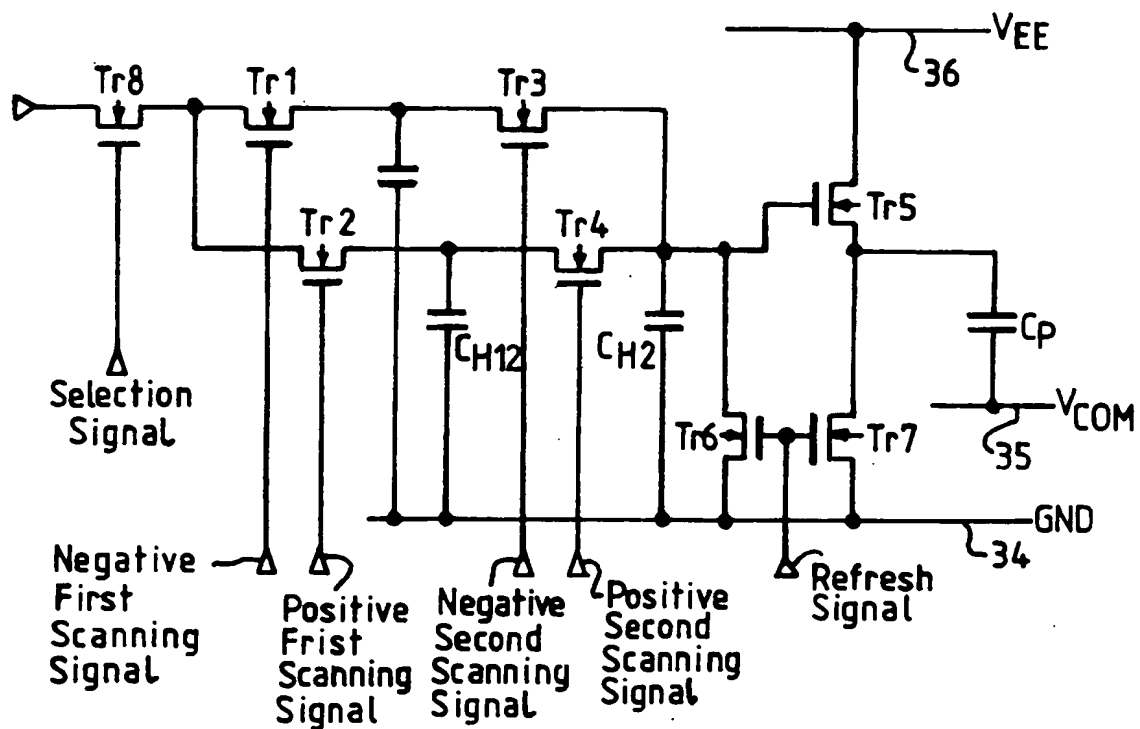 VEE
36
Tr8
Tr1
Tr3
Tr5
Tr2
Tr4
CH12
CH2
CP
VCOM
35
Tr6
Tr7
GND
34
Selection
Signal
Negative
First
Scanning
Signal
Positive
Frist
Scanning
Signal
Negative
Second
Scanning
Signal
Positive
Second
Scanning
Signal
Refresh
Signal